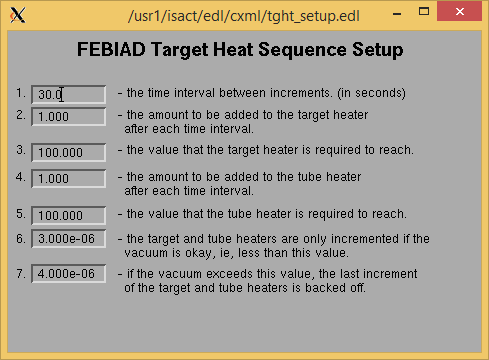 /usr1/isact/edl/cxml/tght_setup.edl
FEBIAD Target Heat Sequence Setup
1. 30.0 - the time interval between increments. (in seconds)
2. 1.000 - the amount to be added to the target heater
after each time interval.
3. 100.000 - the value that the target heater is required to reach.
4. 1.000 - the amount to be added to the tube heater
after each time interval.
5. 100.000 - the value that the tube heater is required to reach.
6. 3.000e-06 - the target and tube heaters are only incremented if the
vacuum is okay, ie, less than this value.
7. 4.000e-06 - if the vacuum exceeds this value, the last increment
of the target and tube heaters is backed off.